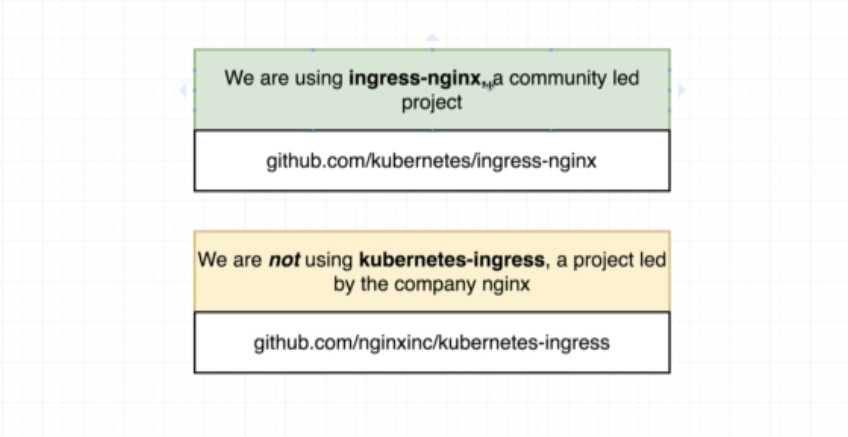 We are using ingress-nginx, a community led
project
github.com/kubernetes/ingress-nginx
We are not using kubernetes-ingress, a project led
by the company nginx
github.com/nginxinc/kubernetes-ingress